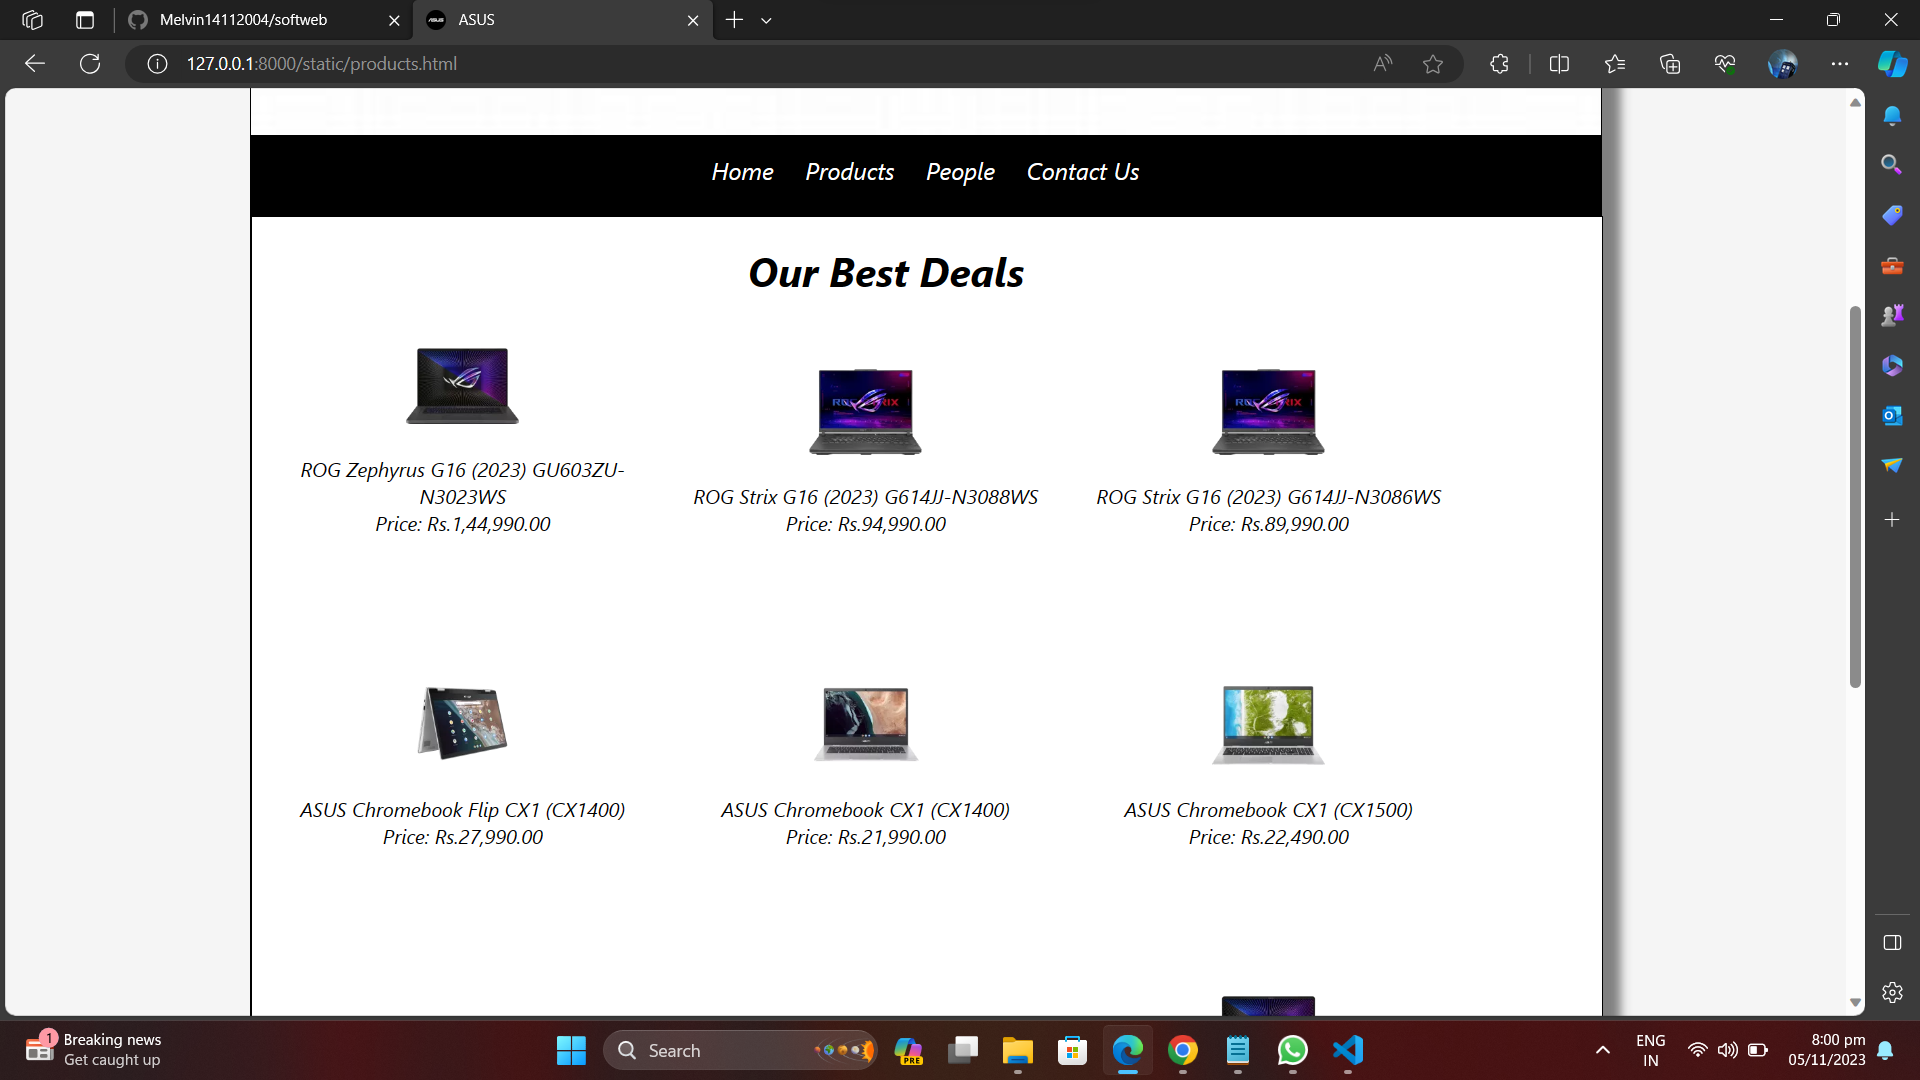 Melvin14112004/softweb
ASUS
127.0.0.1:8000/static/products.html
Home Products People Contact Us
Our Best Deals
ROG Zephyrus G16 (2023) GU603ZU-
N3023WS
Price: Rs.1,44,990.00
ROG Strix G16 (2023) G614JJ-N3088WS
Price: Rs.94,990.00
ROG Strix G16 (2023) G614JJ-N3086WS
Price: Rs.89,990.00
ASUS Chromebook Flip CX1 (CX1400)
Price: Rs.27,990.00
ASUS Chromebook CX1 (CX1400)
Price: Rs.21,990.00
ASUS Chromebook CX1 (CX1500)
Price: Rs.22,490.00
1
Breaking news
Get caught up
Search
PRE
ENG
IN
8:00 pm
05/11/2023